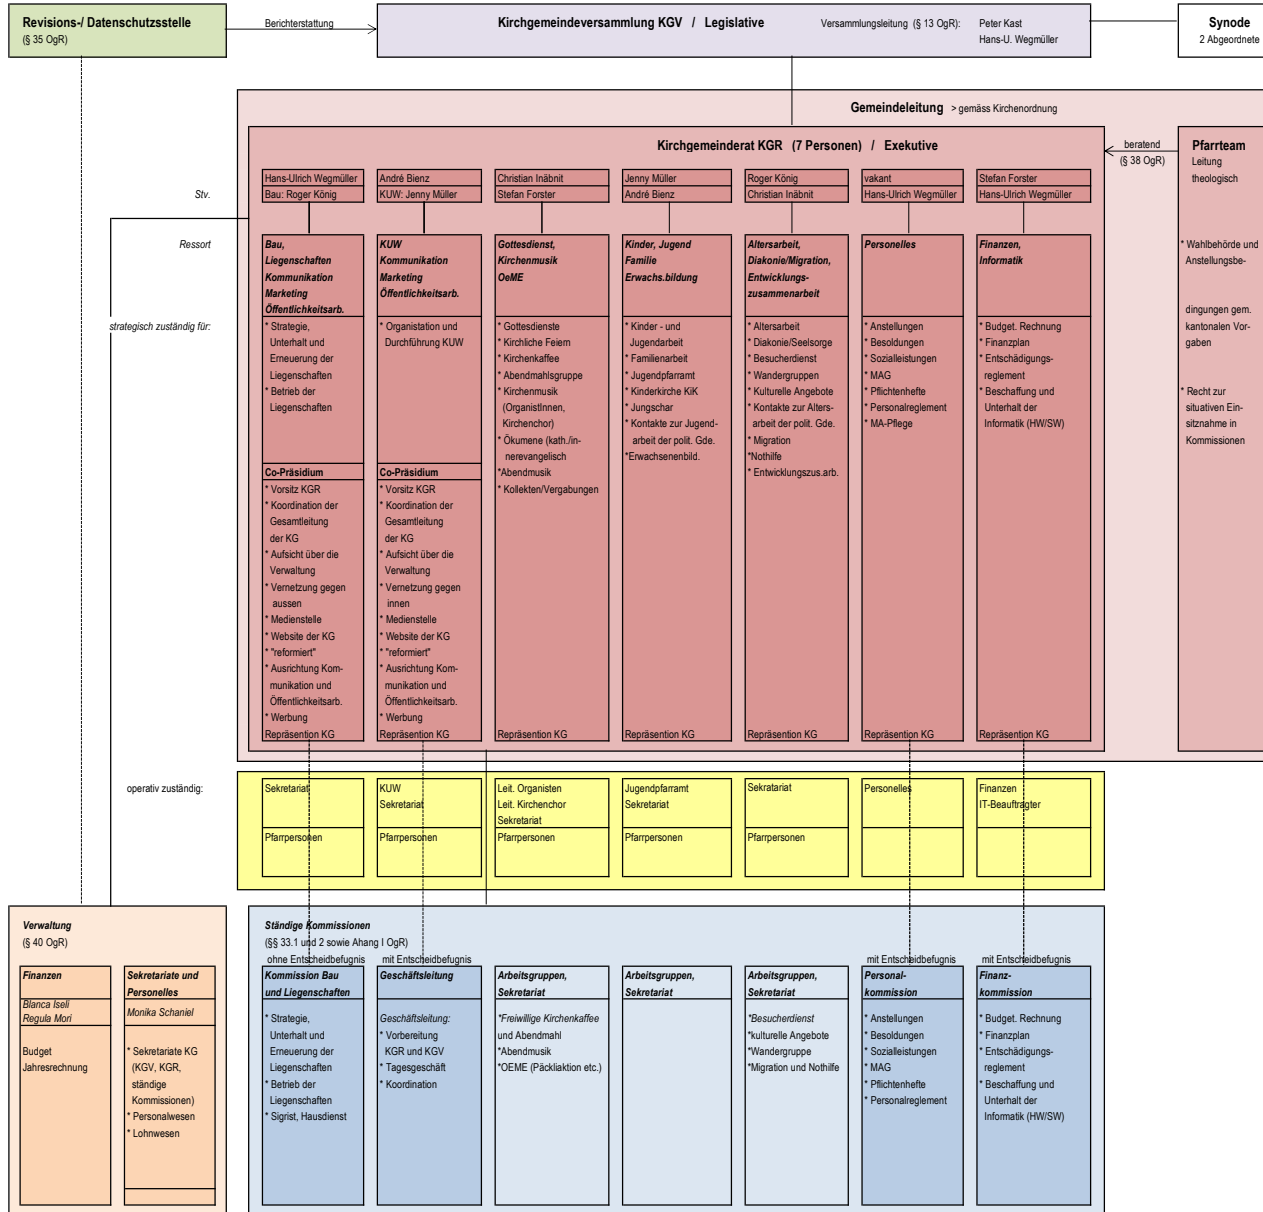 Revisions-/ Datenschutzsstelle
(§ 35 OgR)
Berichterstattung
Kirchgemeindeversammlung KGV / Legislative
Versammlungsleitung (§ 13 OgR):
Peter Kast
Hans-U. Wegmüller
Synode
2 Abgeordnete
Gemeindeleitung > gemäss Kirchenordnung
Kirchgemeinderat KGR (7 Personen) / Exekutive
beratend
(§ 38 OgR)
Pfarrteam
Leitung
theologisch
* Wahlbehörde und
Anstellungsbe-
dingungen gem.
kantonalen Vor-
gaben
* Recht zur
situativen Ein-
sitznahme in
Kommissionen
Stv.
Ressort
strategisch zuständig für:
Hans-Ulrich Wegmüller
Bau: Roger König
Bau,
Liegenschaften
Kommunikation
Marketing
Öffentlichkeitsarb.
* Strategie,
Unterhalt und
Erneuerung der
Liegenschaften
* Betrieb der
Liegenschaften
Co-Präsidium
* Vorsitz KGR
* Koordination der
Gesamtleitung
der KG
* Aufsicht über die
Verwaltung
* Vernetzung gegen
aussen
* Medienstelle
* Website der KG
* "reformiert"
* Ausrichtung Kom-
munikation und
Öffentlichkeitsarb.
* Werbung
Repräsention KG
André Bienz
KUW: Jenny Müller
KUW
Kommunikation
Marketing
Öffentlichkeitsarb.
* Organistation und
Durchführung KUW
Co-Präsidium
* Vorsitz KGR
* Koordination der
Gesamtleitung
der KG
* Aufsicht über die
Verwaltung
* Vernetzung gegen
innen
* Medienstelle
* Website der KG
* "reformiert"
* Ausrichtung Kom-
munikation und
Öffentlichkeitsarb.
* Werbung
Repräsention KG
Christian Inäbnit
Stefan Forster
Gottesdienst,
Kirchenmusik
OeME
* Gottesdienste
* Kirchliche Feiern
* Kirchenkaffee
* Abendmahlsgruppe
* Kirchenmusik
(OrganistInnen,
Kirchenchor)
* Ökumene (kath./in-
nerevangelisch
*Abendmusik
* Kollekten/Vergabungen
Repräsention KG
Jenny Müller
André Bienz
Kinder, Jugend
Familie
Erwachs.bildung
* Kinder - und
Jugendarbeit
* Familienarbeit
* Jugendpfarramt
* Kinderkirche KiK
* Jungschar
* Kontakte zur Jugend-
arbeit der polit. Gde.
*Erwachsenenbild.
Repräsention KG
Roger König
Christian Inäbnit
Altersarbeit,
Diakonie/Migration,
Entwicklungs-
zusammenarbeit
* Altersarbeit
* Diakonie/Seelsorge
* Besucherdienst
* Wandergruppen
* Kulturelle Angebote
* Kontakte zur Alters-
arbeit der polit. Gde.
* Migration
*Nothilfe
* Entwicklungszus.arb.
Repräsention KG
vakant
Hans-Ulrich Wegmüller
Personelles
* Anstellungen
* Besoldungen
* Sozialleistungen
* MAG
* Pflichtenhefte
* Personalreglement
* MA-Pflege
Repräsention KG
Stefan Forster
Hans-Ulrich Wegmüller
Finanzen,
Informatik
* Budget. Rechnung
* Finanzplan
* Entschädigungs-
reglement
* Beschaffung und
Unterhalt der
Informatik (HW/SW)
Repräsention KG
operativ zuständig:
Sekretariat
Pfarrpersonen
KUW
Sekretariat
Pfarrpersonen
Leit. Organisten
Leit. Kirchenchor
Sekretariat
Pfarrpersonen
Jugendpfarramt
Sekretariat
Pfarrpersonen
Sekratariat
Pfarrpersonen
Personelles
Finanzen
IT-Beauftragter
Verwaltung
(§ 40 OgR)
Finanzen
Blanca Iseli
Regula Mori
Budget
Jahresrechnung
Sekretariate und
Personelles
Monika Schaniel
* Sekretariate KG
(KGV, KGR,
ständige
Kommissionen)
* Personalwesen
* Lohnwesen
Ständige Kommissionen
(§§ 33.1 und 2 sowie Ahang I OgR)
ohne Entscheidbefugnis
Kommission Bau
und Liegenschaften
* Strategie,
Unterhalt und
Erneuerung der
Liegenschaften
* Betrieb der
Liegenschaften
* Sigrist, Hausdienst
mit Entscheidbefugnis
Geschäftsleitung
Geschäftsleitung:
* Vorbereitung
KGR und KGV
* Tagesgeschäft
* Koordination
Arbeitsgruppen,
Sekretariat
*Freiwillige Kirchenkaffee
und Abendmahl
*Abendmusik
*OEME (Päckliaktion etc.)
Arbeitsgruppen,
Sekretariat
Arbeitsgruppen,
Sekretariat
*Besucherdienst
*kulturelle Angebote
*Wandergruppe
*Migration und Nothilfe
mit Entscheidbefugnis
Personal-
kommission
* Anstellungen
* Besoldungen
* Sozialleistungen
* MAG
* Pflichtenhefte
* Personalreglement
mit Entscheidbefugnis
Finanz-
kommission
* Budget. Rechnung
* Finanzplan
* Entschädigungs-
reglement
* Beschaffung und
Unterhalt der
Informatik (HW/SW)